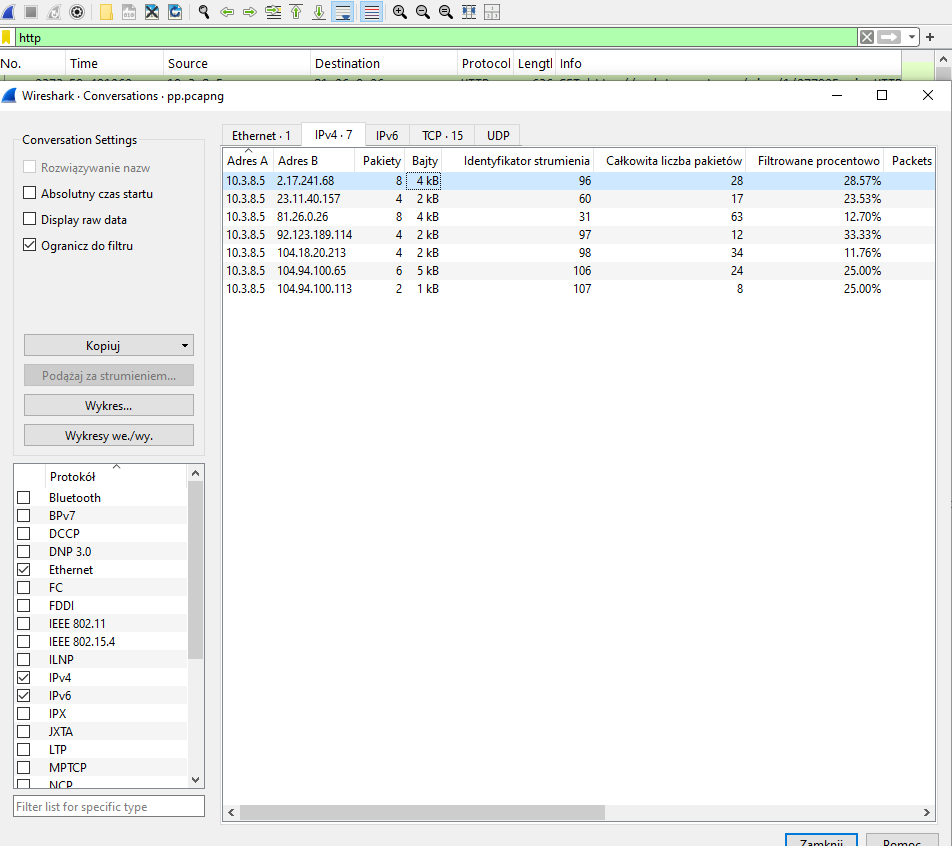 http
No. Time Source Destination Protocol Lengtl Info
Wireshark · Conversations · pp.pcapng
Conversation Settings
Rozwiązywanie nazw
Absolutny czas startu
Display raw data
Ogranicz do filtru
Kopiuj
Podążaj za strumieniem...
Wykres...
Wykresy we./wy.
Protokół
Bluetooth
BPv7
DCCP
DNP 3.0
Ethernet
FC
FDDI
IEEE 802.11
IEEE 802.15.4
ILNP
IPv4
IPv6
IPX
JXTA
LTP
MPTCP
NCP
Filter list for specific type
Ethernet · 1 IPv4 · 7 IPv6 TCP · 15 UDP
Adres A Adres B Pakiety Bajty Identyfikator strumienia Całkowita liczba pakietów Filtrowane procentowo Packets
10.3.8.5 2.17.241.68 8 4 kB 96 28 28.57%
10.3.8.5 23.11.40.157 4 2 kB 60 17 23.53%
10.3.8.5 81.26.0.26 8 4 kB 31 63 12.70%
10.3.8.5 92.123.189.114 4 2 kB 97 12 33.33%
10.3.8.5 104.18.20.213 4 2 kB 98 34 11.76%
10.3.8.5 104.94.100.65 6 5 kB 106 24 25.00%
10.3.8.5 104.94.100.113 2 1 kB 107 8 25.00%
Zamknij Pomoc